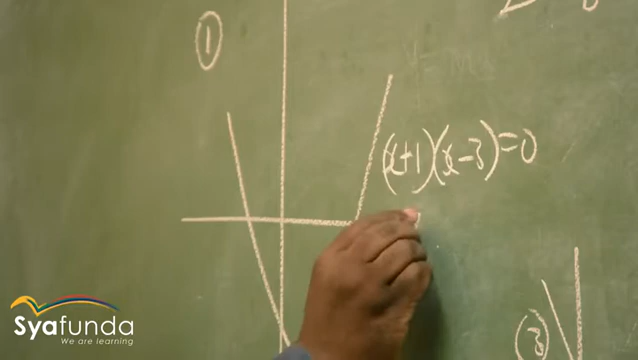 ①
(x+1)(x-3)=0
③
Syafunda
We are learning